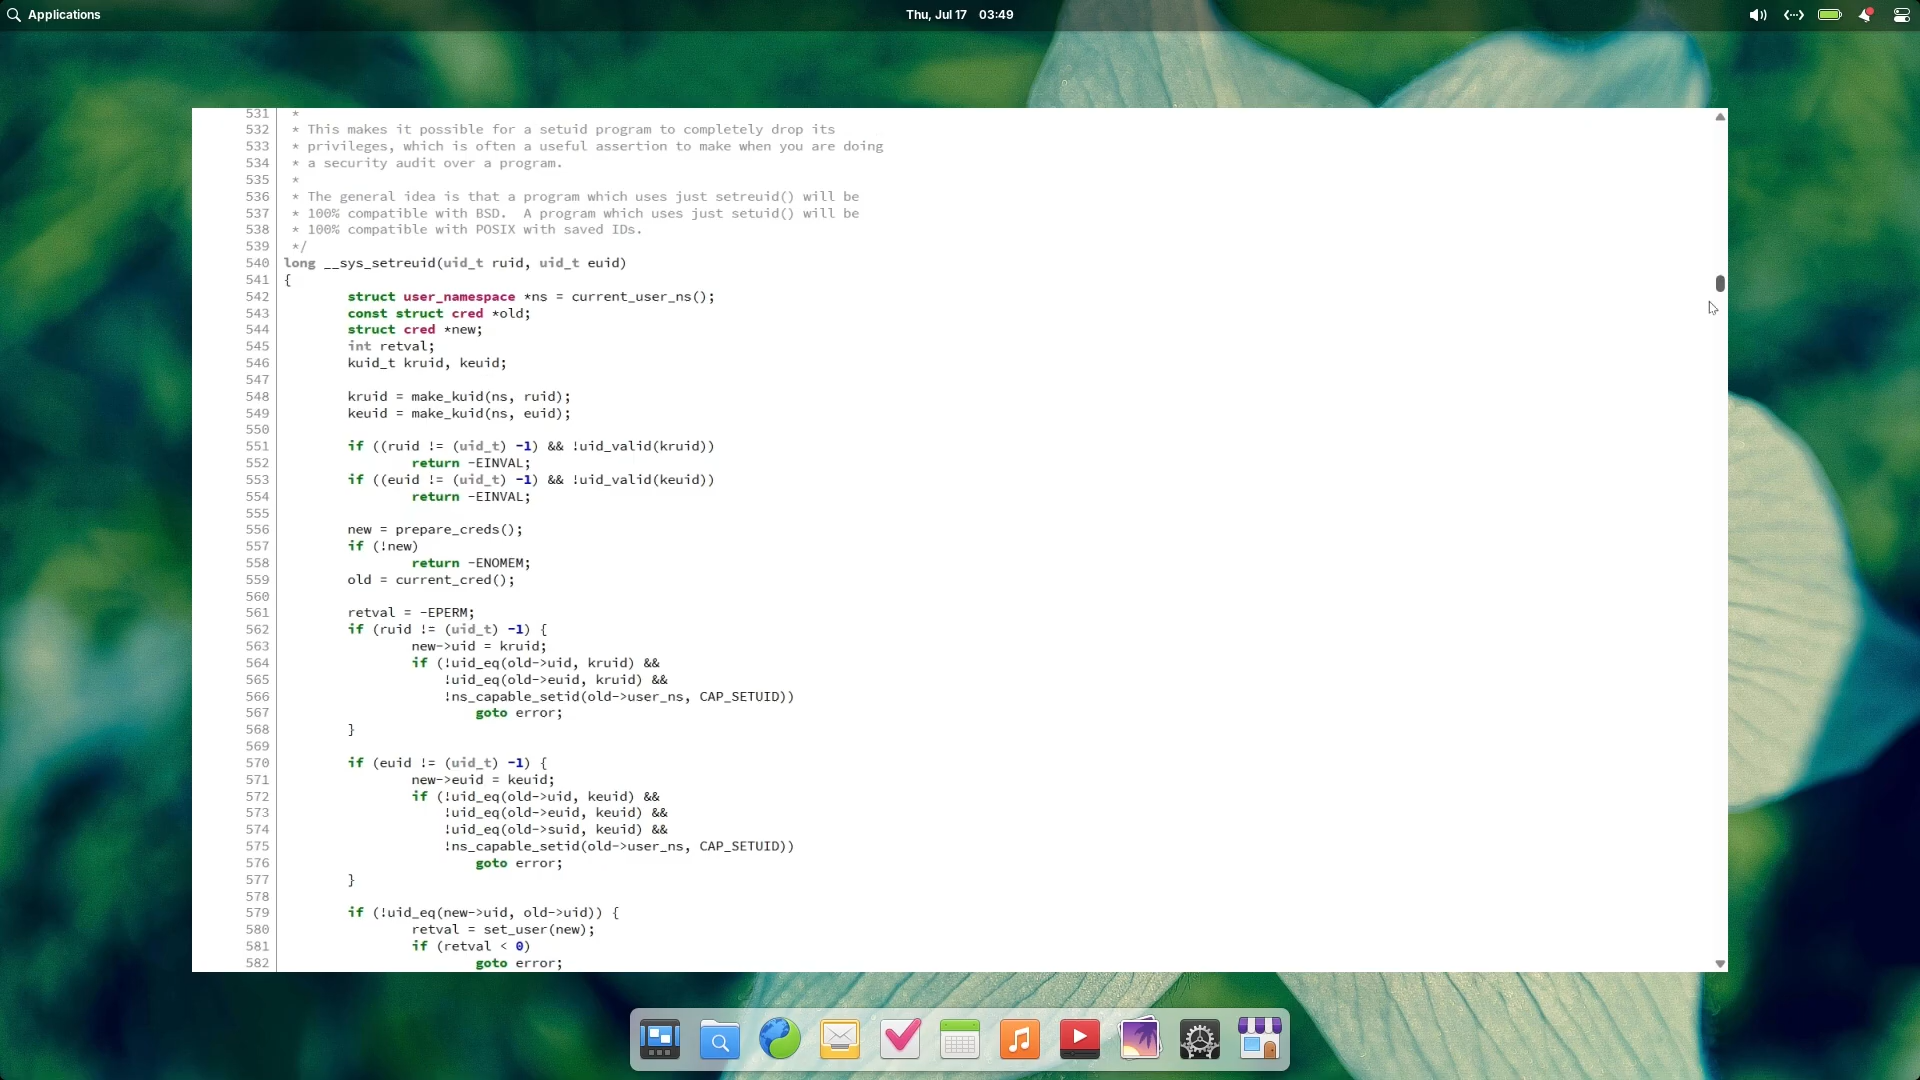 Applications
Thu, Jul 17 03:49
531 *
532 * This makes it possible for a setuid program to completely drop its
533 * privileges, which is often a useful assertion to make when you are doing
534 * a security audit over a program.
535 *
536 * The general idea is that a program which uses just setreuid() will be
537 * 100% compatible with BSD.  A program which uses just setuid() will be
538 * 100% compatible with POSIX with saved IDs.
539 */
540 long __sys_setreuid(uid_t ruid, uid_t euid)
541 {
542         struct user_namespace *ns = current_user_ns();
543         const struct cred *old;
544         struct cred *new;
545         int retval;
546         kuid_t kruid, keuid;
547
548         kruid = make_kuid(ns, ruid);
549         keuid = make_kuid(ns, euid);
550
551         if ((ruid != (uid_t) -1) && !uid_valid(kruid))
552                 return -EINVAL;
553         if ((euid != (uid_t) -1) && !uid_valid(keuid))
554                 return -EINVAL;
555
556         new = prepare_creds();
557         if (!new)
558                 return -ENOMEM;
559         old = current_cred();
560
561         retval = -EPERM;
562         if (ruid != (uid_t) -1) {
563                 new->uid = kruid;
564                 if (!uid_eq(old->uid, kruid) &&
565                     !uid_eq(old->euid, kruid) &&
566                     !ns_capable_setid(old->user_ns, CAP_SETUID))
567                         goto error;
568         }
569
570         if (euid != (uid_t) -1) {
571                 new->euid = keuid;
572                 if (!uid_eq(old->uid, keuid) &&
573                     !uid_eq(old->euid, keuid) &&
574                     !uid_eq(old->suid, keuid) &&
575                     !ns_capable_setid(old->user_ns, CAP_SETUID))
576                         goto error;
577         }
578
579         if (!uid_eq(new->uid, old->uid)) {
580                 retval = set_user(new);
581                 if (retval < 0)
582                         goto error;